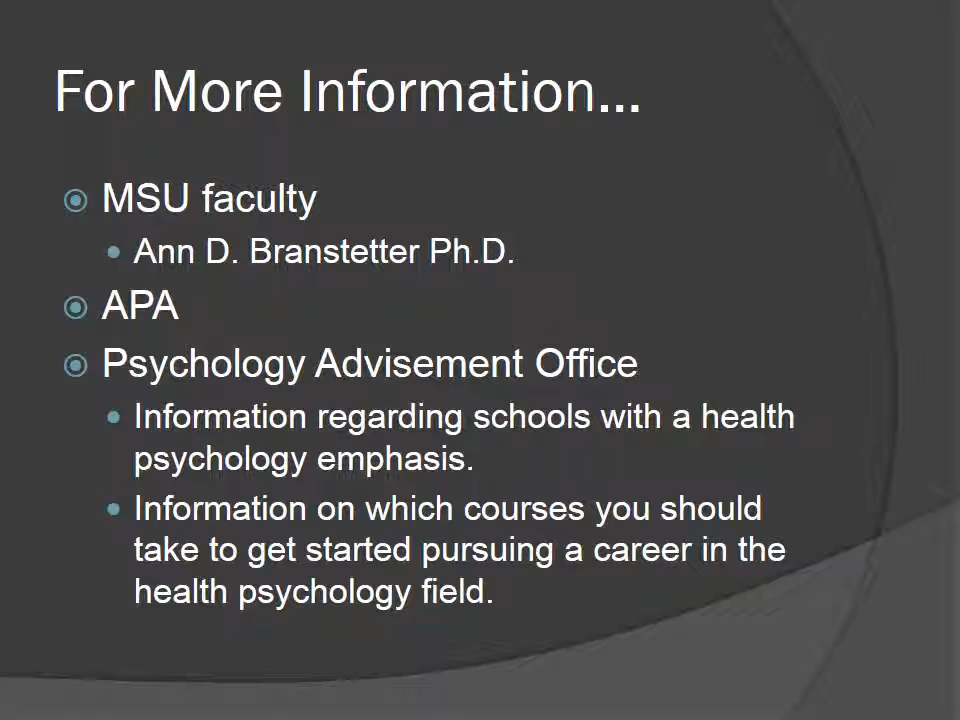 For More Information...
MSU faculty
Ann D. Branstetter Ph.D.
APA
Psychology Advisement Office
Information regarding schools with a health
psychology emphasis.
Information on which courses you should
take to get started pursuing a career in the
health psychology field.